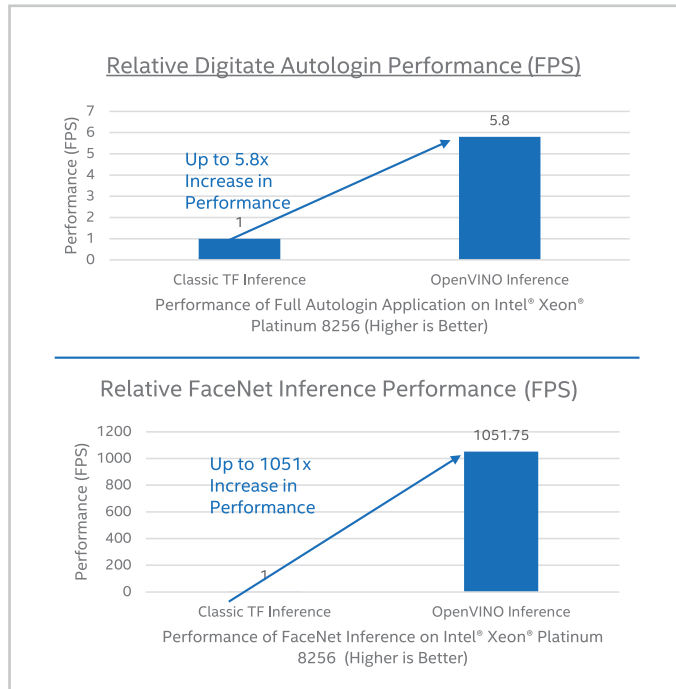 Relative Digitate Autologin Performance (FPS)
7
6
5
4
3
2
1
0
Performance (FPS)
5.8
Up to 5.8x
Increase in
Performance
1
Classic TF Inference
OpenVINO Inference
Performance of Full Autologin Application on Intel® Xeon®
Platinum 8256 (Higher is Better)
Relative FaceNet Inference Performance (FPS)
1200
1000
800
600
400
200
0
Performance (FPS)
1051.75
Up to 1051x
Increase in
Performance
1
Classic TF Inference
OpenVINO Inference
Performance of FaceNet Inference on Intel® Xeon® Platinum
8256 (Higher is Better)